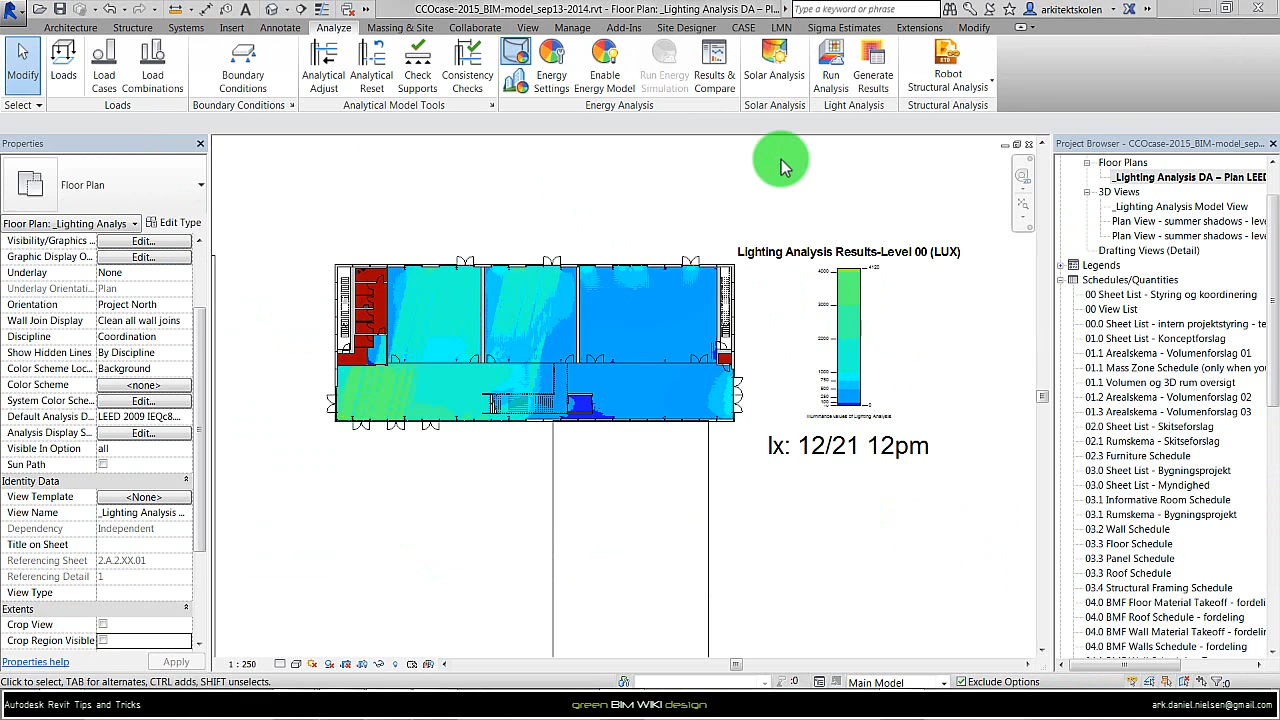 CCOcase-2015_BIM-model_sep13-2014.rvt - Floor Plan: _Lighting Analysis DA – Pl...
Type a keyword or phrase
arkitektskolen
Architecture Structure Systems Insert Annotate Analyze Massing & Site Collaborate View Manage Add-Ins Site Designer CASE LMN Sigma Estimates Extensions Modify
Modify
Loads
Load Cases
Load Combinations
Boundary Conditions
Analytical Adjust
Analytical Reset
Check Supports
Consistency Checks
Energy Settings
Enable Energy Model
Run Energy Simulation
Results & Compare
Solar Analysis
Run Analysis
Generate Results
Robot Structural Analysis
Select Loads Boundary Conditions Analytical Model Tools Energy Analysis Solar Analysis Light Analysis Structural Analysis
Properties
Floor Plan
Floor Plan: _Lighting Analys Edit Type
Visibility/Graphics ... Edit...
Graphic Display O... Edit...
Underlay None
Underlay Orientati... Plan
Orientation Project North
Wall Join Display Clean all wall joins
Discipline Coordination
Show Hidden Lines By Discipline
Color Scheme Loc... Background
Color Scheme <none>
System Color Sche... Edit...
Default Analysis D... LEED 2009 IEQc8....
Analysis Display S... Edit...
Visible In Option all
Sun Path
Identity Data
View Template <None>
View Name _Lighting Analysis ...
Dependency Independent
Title on Sheet
Referencing Sheet 2.A.2.XX.01
Referencing Detail 1
View Type
Extents
Crop View
Crop Region Visible
Properties help Apply
Lighting Analysis Results-Level 00 (LUX)
4000 4120
3000
2000
1000
750
500
0
Illuminance values of Lighting Analysis
lx: 12/21 12pm
1 : 250
Project Browser - CCOcase-2015_BIM-model_sep...
Floor Plans
_Lighting Analysis DA – Plan LEED
3D Views
_Lighting Analysis Model View
Plan View - summer shadows - leve
Plan View - summer shadows - leve
Drafting Views (Detail)
Legends
Schedules/Quantities
00 Sheet List - Styring og koordinering
00 View List
00.0 Sheet List - intern projektstyring - te
01.0 Sheet List - Konceptforslag
01.1 Arealskema - Volumenforslag 01
01.1 Mass Zone Schedule (only when yo
01.1 Volumen og 3D rum oversigt
01.2 Arealskema - Volumenforslag 02
01.3 Arealskema - Volumenforslag 03
02.0 Sheet List - Skitseforslag
02.1 Rumskema - Skitseforslag
02.3 Furniture Schedule
03.0 Sheet List - Bygningsprojekt
03.0 Sheet List - Myndighed
03.1 Informative Room Schedule
03.1 Rumskema - Bygningsprojekt
03.2 Wall Schedule
03.3 Floor Schedule
03.3 Panel Schedule
03.3 Roof Schedule
03.4 Structural Framing Schedule
04.0 BMF Floor Material Takeoff - fordeli
04.0 BMF Roof Schedule - fordeling
04.0 BMF Wall Material Takeoff - fordelin
04.0 BMF Wall Schedule - fordeling
Click to select, TAB for alternates, CTRL adds, SHIFT unselects.
:0
Main Model
Exclude Options
:0
Autodesk Revit Tips and Tricks
green BIM WIKI design
ark.daniel.nielsen@gmail.com